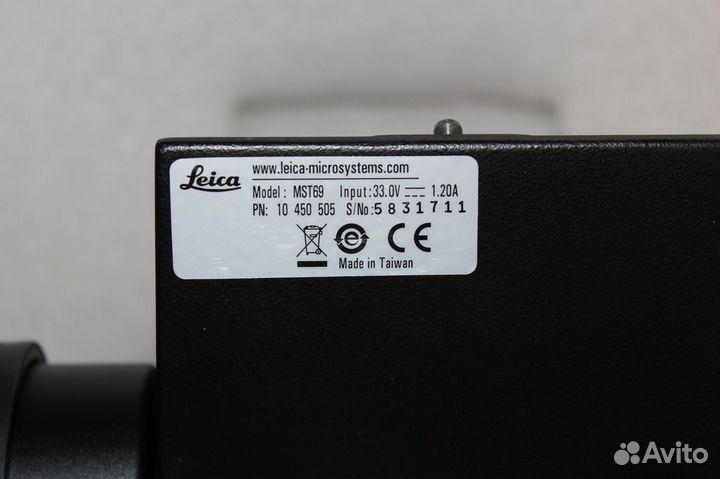 Leica
www.leica-microsystems.com
Model : MST69 Input:33.0V 1.20A
PN: 10 450 505 S/No:5831711
CE
Made in Taiwan
Avito